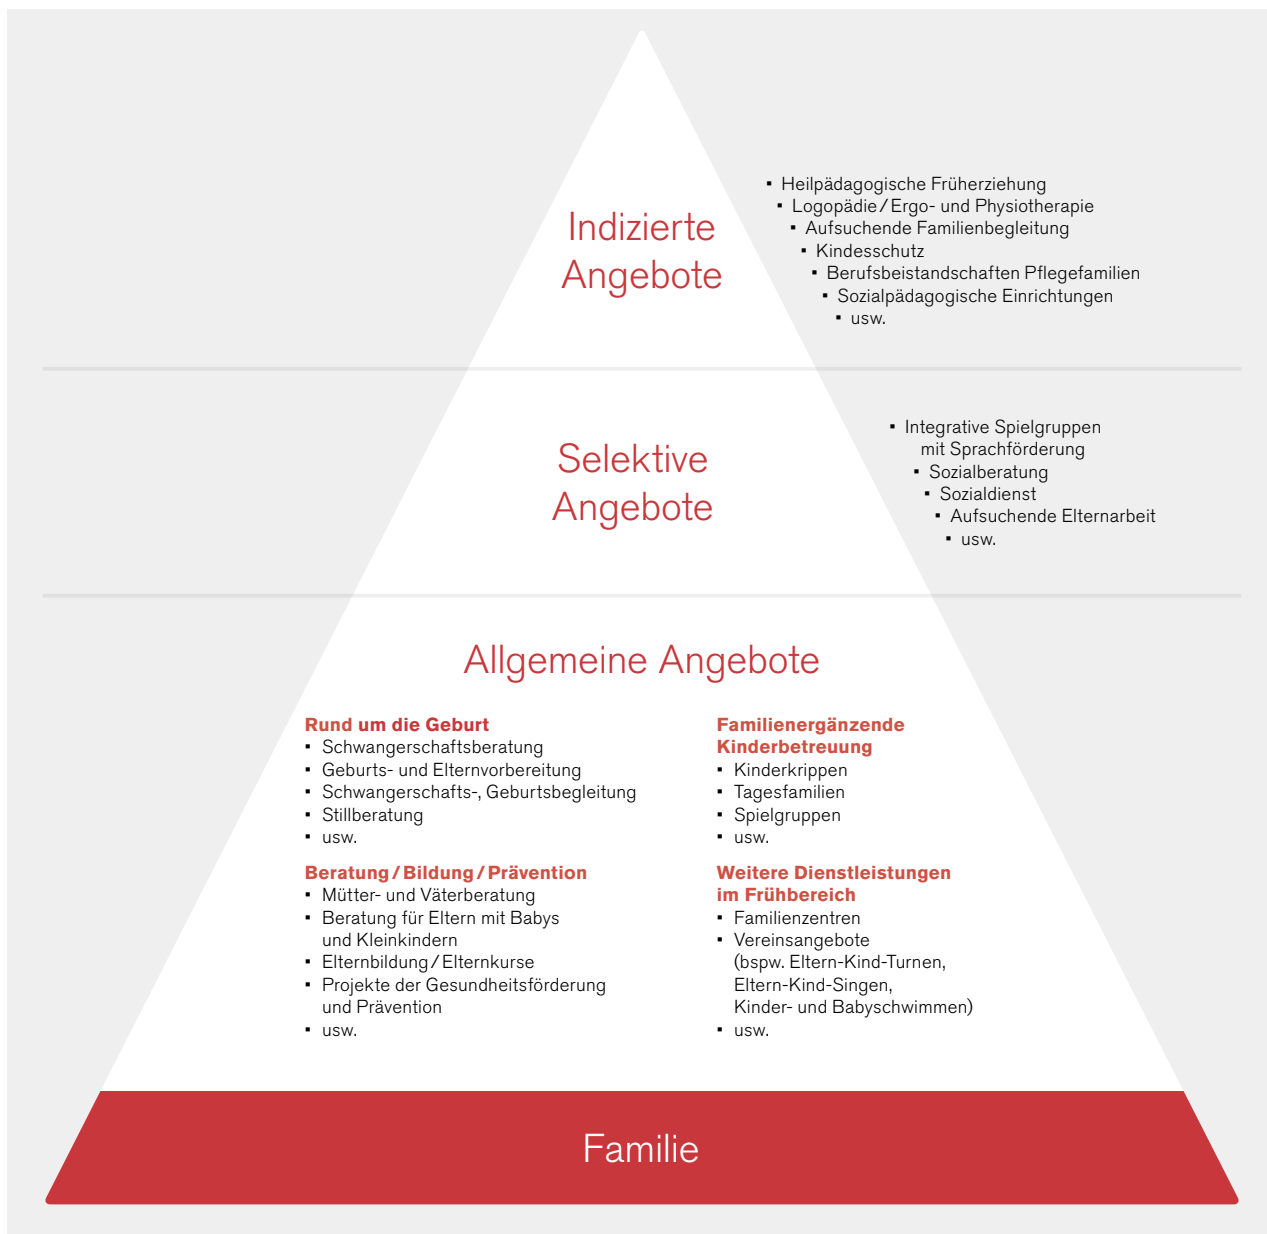 Indizierte
Angebote
▪ Heilpädagogische Früherziehung
▪ Logopädie/Ergo- und Physiotherapie
▪ Aufsuchende Familienbegleitung
▪ Kindesschutz
▪ Berufsbeistandschaften Pflegefamilien
▪ Sozialpädagogische Einrichtungen
▪ usw.
Selektive
Angebote
▪ Integrative Spielgruppen
mit Sprachförderung
▪ Sozialberatung
▪ Sozialdienst
▪ Aufsuchende Elternarbeit
▪ usw.
Allgemeine Angebote
Rund um die Geburt
▪ Schwangerschaftsberatung
▪ Geburts- und Elternvorbereitung
▪ Schwangerschafts-, Geburtsbegleitung
▪ Stillberatung
▪ usw.
Beratung/Bildung/Prävention
▪ Mütter- und Väterberatung
▪ Beratung für Eltern mit Babys
und Kleinkindern
▪ Elternbildung/Elternkurse
▪ Projekte der Gesundheitsförderung
und Prävention
▪ usw.
Familienergänzende
Kinderbetreuung
▪ Kinderkrippen
▪ Tagesfamilien
▪ Spielgruppen
▪ usw.
Weitere Dienstleistungen
im Frühbereich
▪ Familienzentren
▪ Vereinsangebote
(bspw. Eltern-Kind-Turnen,
Eltern-Kind-Singen,
Kinder- und Babyschwimmen)
▪ usw.
Familie